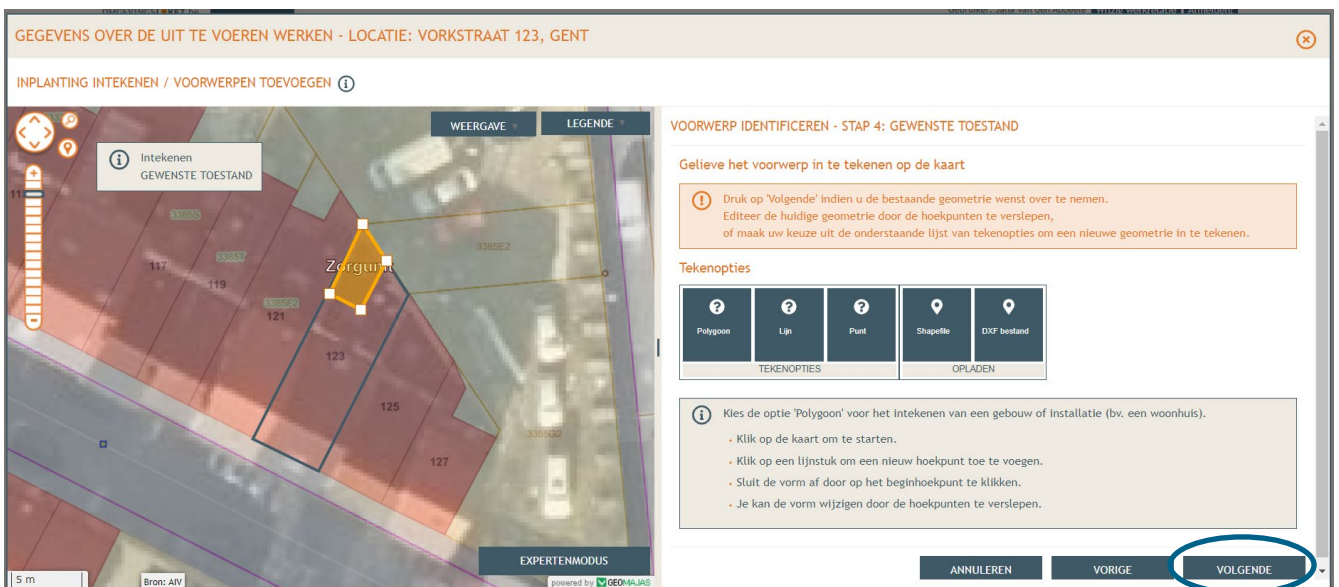 GEGEVENS OVER DE UIT TE VOEREN WERKEN - LOCATIE: VORKSTRAAT 123, GENT
INPLANTING INTEKENEN / VOORWERPEN TOEVOEGEN
WEERGAVE
LEGENDE
Intekenen
GEWENSTE TOESTAND
3385S
3385T
3385E2
117
119
121
123
125
127
5 m
Bron: AIV
EXPERTENMODUS
powered by GEOMAJAS
VOORWERP IDENTIFICEREN - STAP 4: GEWENSTE TOESTAND
Gelieve het voorwerp in te tekenen op de kaart
Druk op 'Volgende' indien u de bestaande geometrie wenst over te nemen.
Editeer de huidige geometrie door de hoekpunten te verslepen,
of maak uw keuze uit de onderstaande lijst van tekenopties om een nieuwe geometrie in te tekenen.
Tekenopties
Polygoon
Lijn
Punt
Shapefile
DXF bestand
TEKENOPTIES
OPLADEN
Kies de optie 'Polygoon' voor het intekenen van een gebouw of installatie (bv. een woonhuis).
Klik op de kaart om te starten.
Klik op een lijnstuk om een nieuw hoekpunt toe te voegen.
Sluit de vorm af door op het beginhoekpunt te klikken.
Je kan de vorm wijzigen door de hoekpunten te verslepen.
ANNULEREN
VORIGE
VOLGENDE